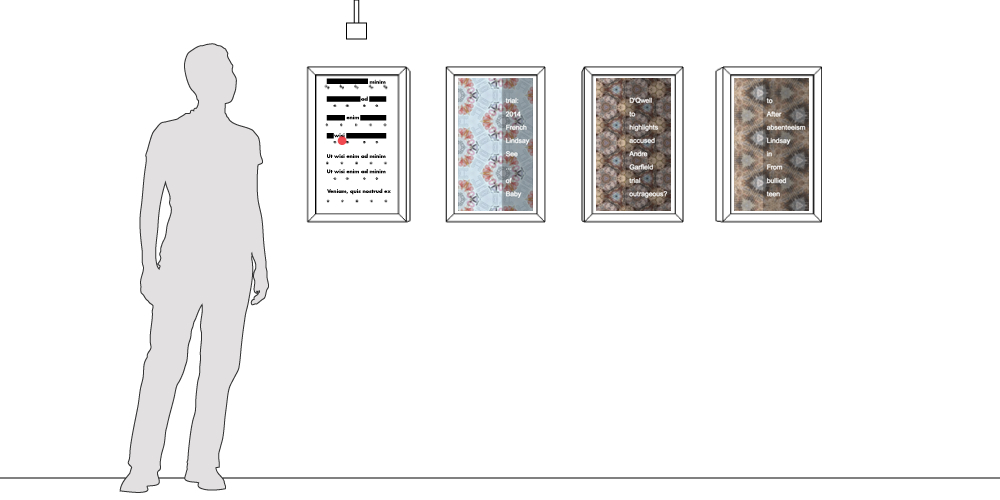 minim
ad
enim
wisi
Ut wisi enim ad minim
Ut wisi enim ad minim
Veniam, quis nostrud ex
trial:
2014
French
Lindsay
See
of
Baby
D'Qwell
to
highlights
accused
Andre
Garfield
trial
outrageous?
to
After
absenteeism
Lindsay
in
From
bullied
teen